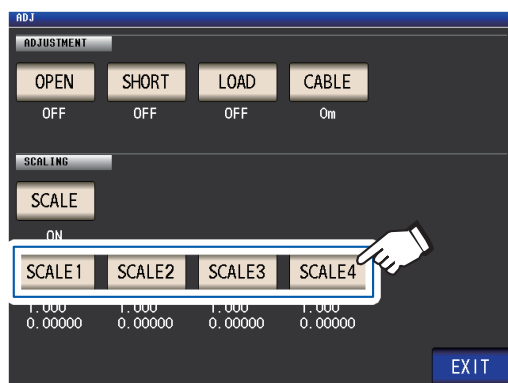 ADJ
ADJUSTMENT
OPEN SHORT LOAD CABLE
OFF OFF OFF 0m
SCALING
SCALE
ON
SCALE1 SCALE2 SCALE3 SCALE4
1.000 1.000 1.000 1.000
0.00000 0.00000 0.00000 0.00000
EXIT